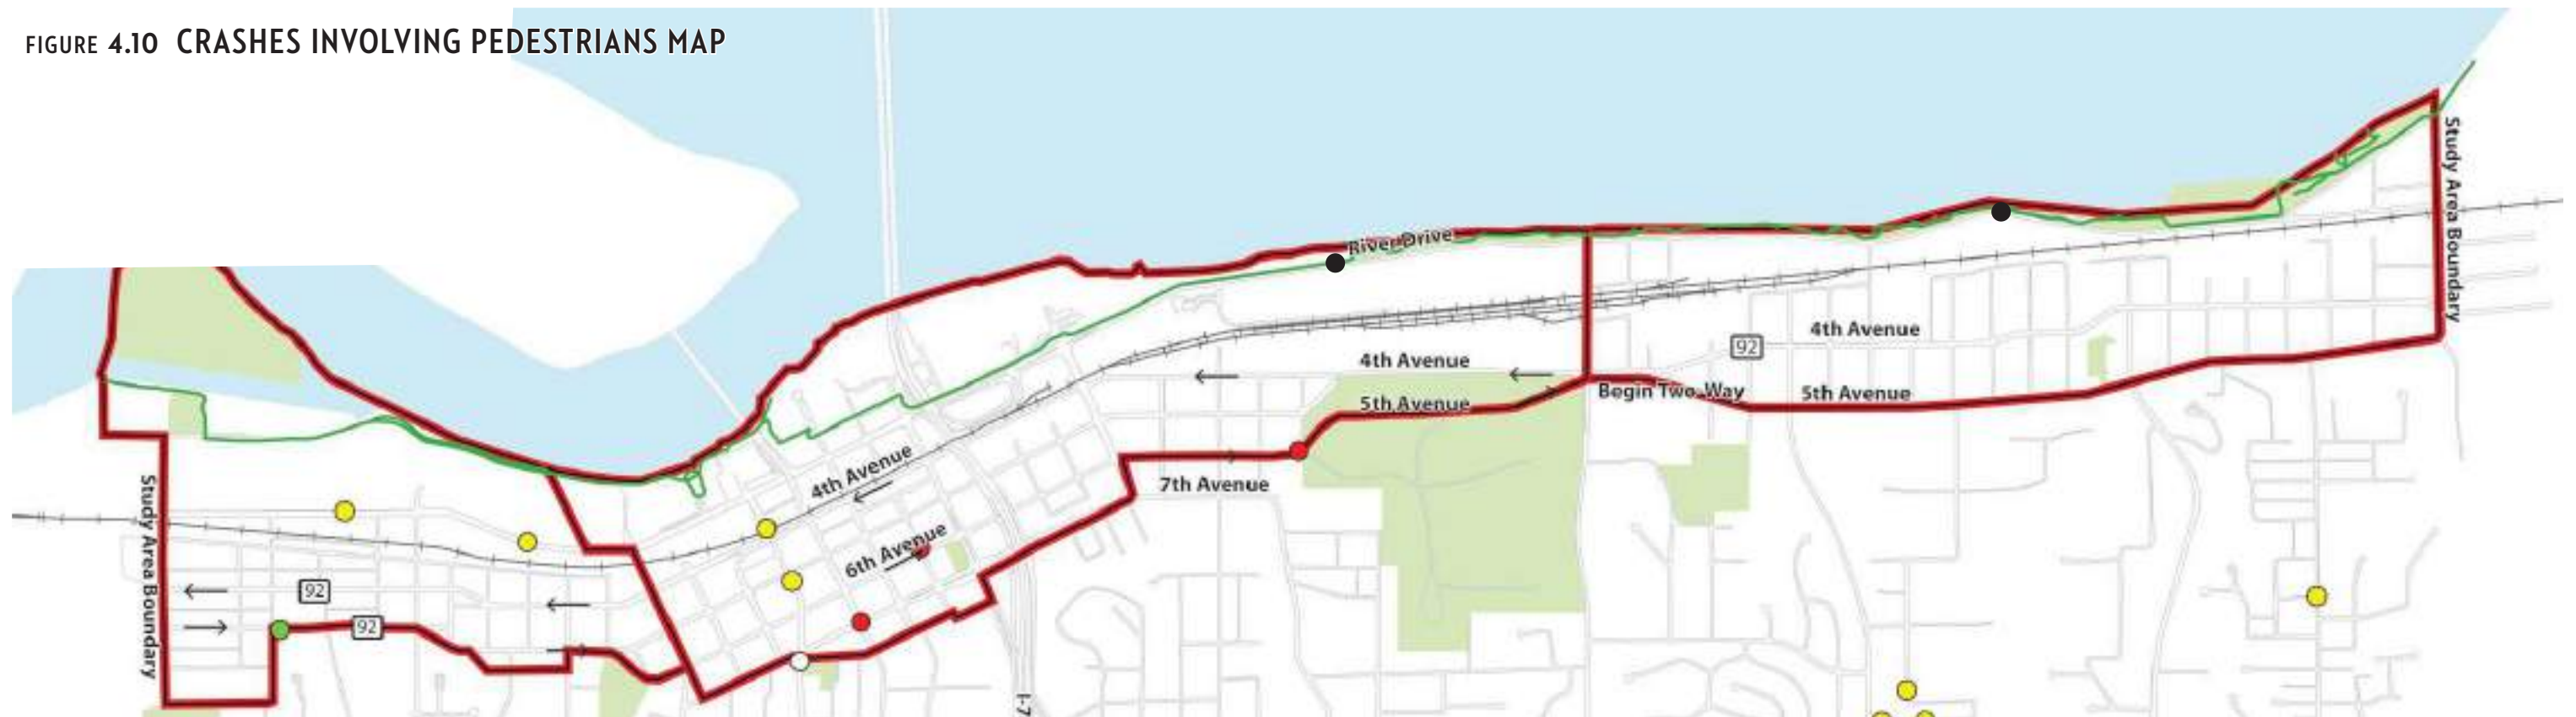 FIGURE 4.10 CRASHES INVOLVING PEDESTRIANS MAP
Study Area Boundary
River Drive
4th Avenue
92
4th Avenue
Begin Two-Way
5th Avenue
5th Avenue
4th Avenue
7th Avenue
6th Avenue
Study Area Boundary
92
92
I-7